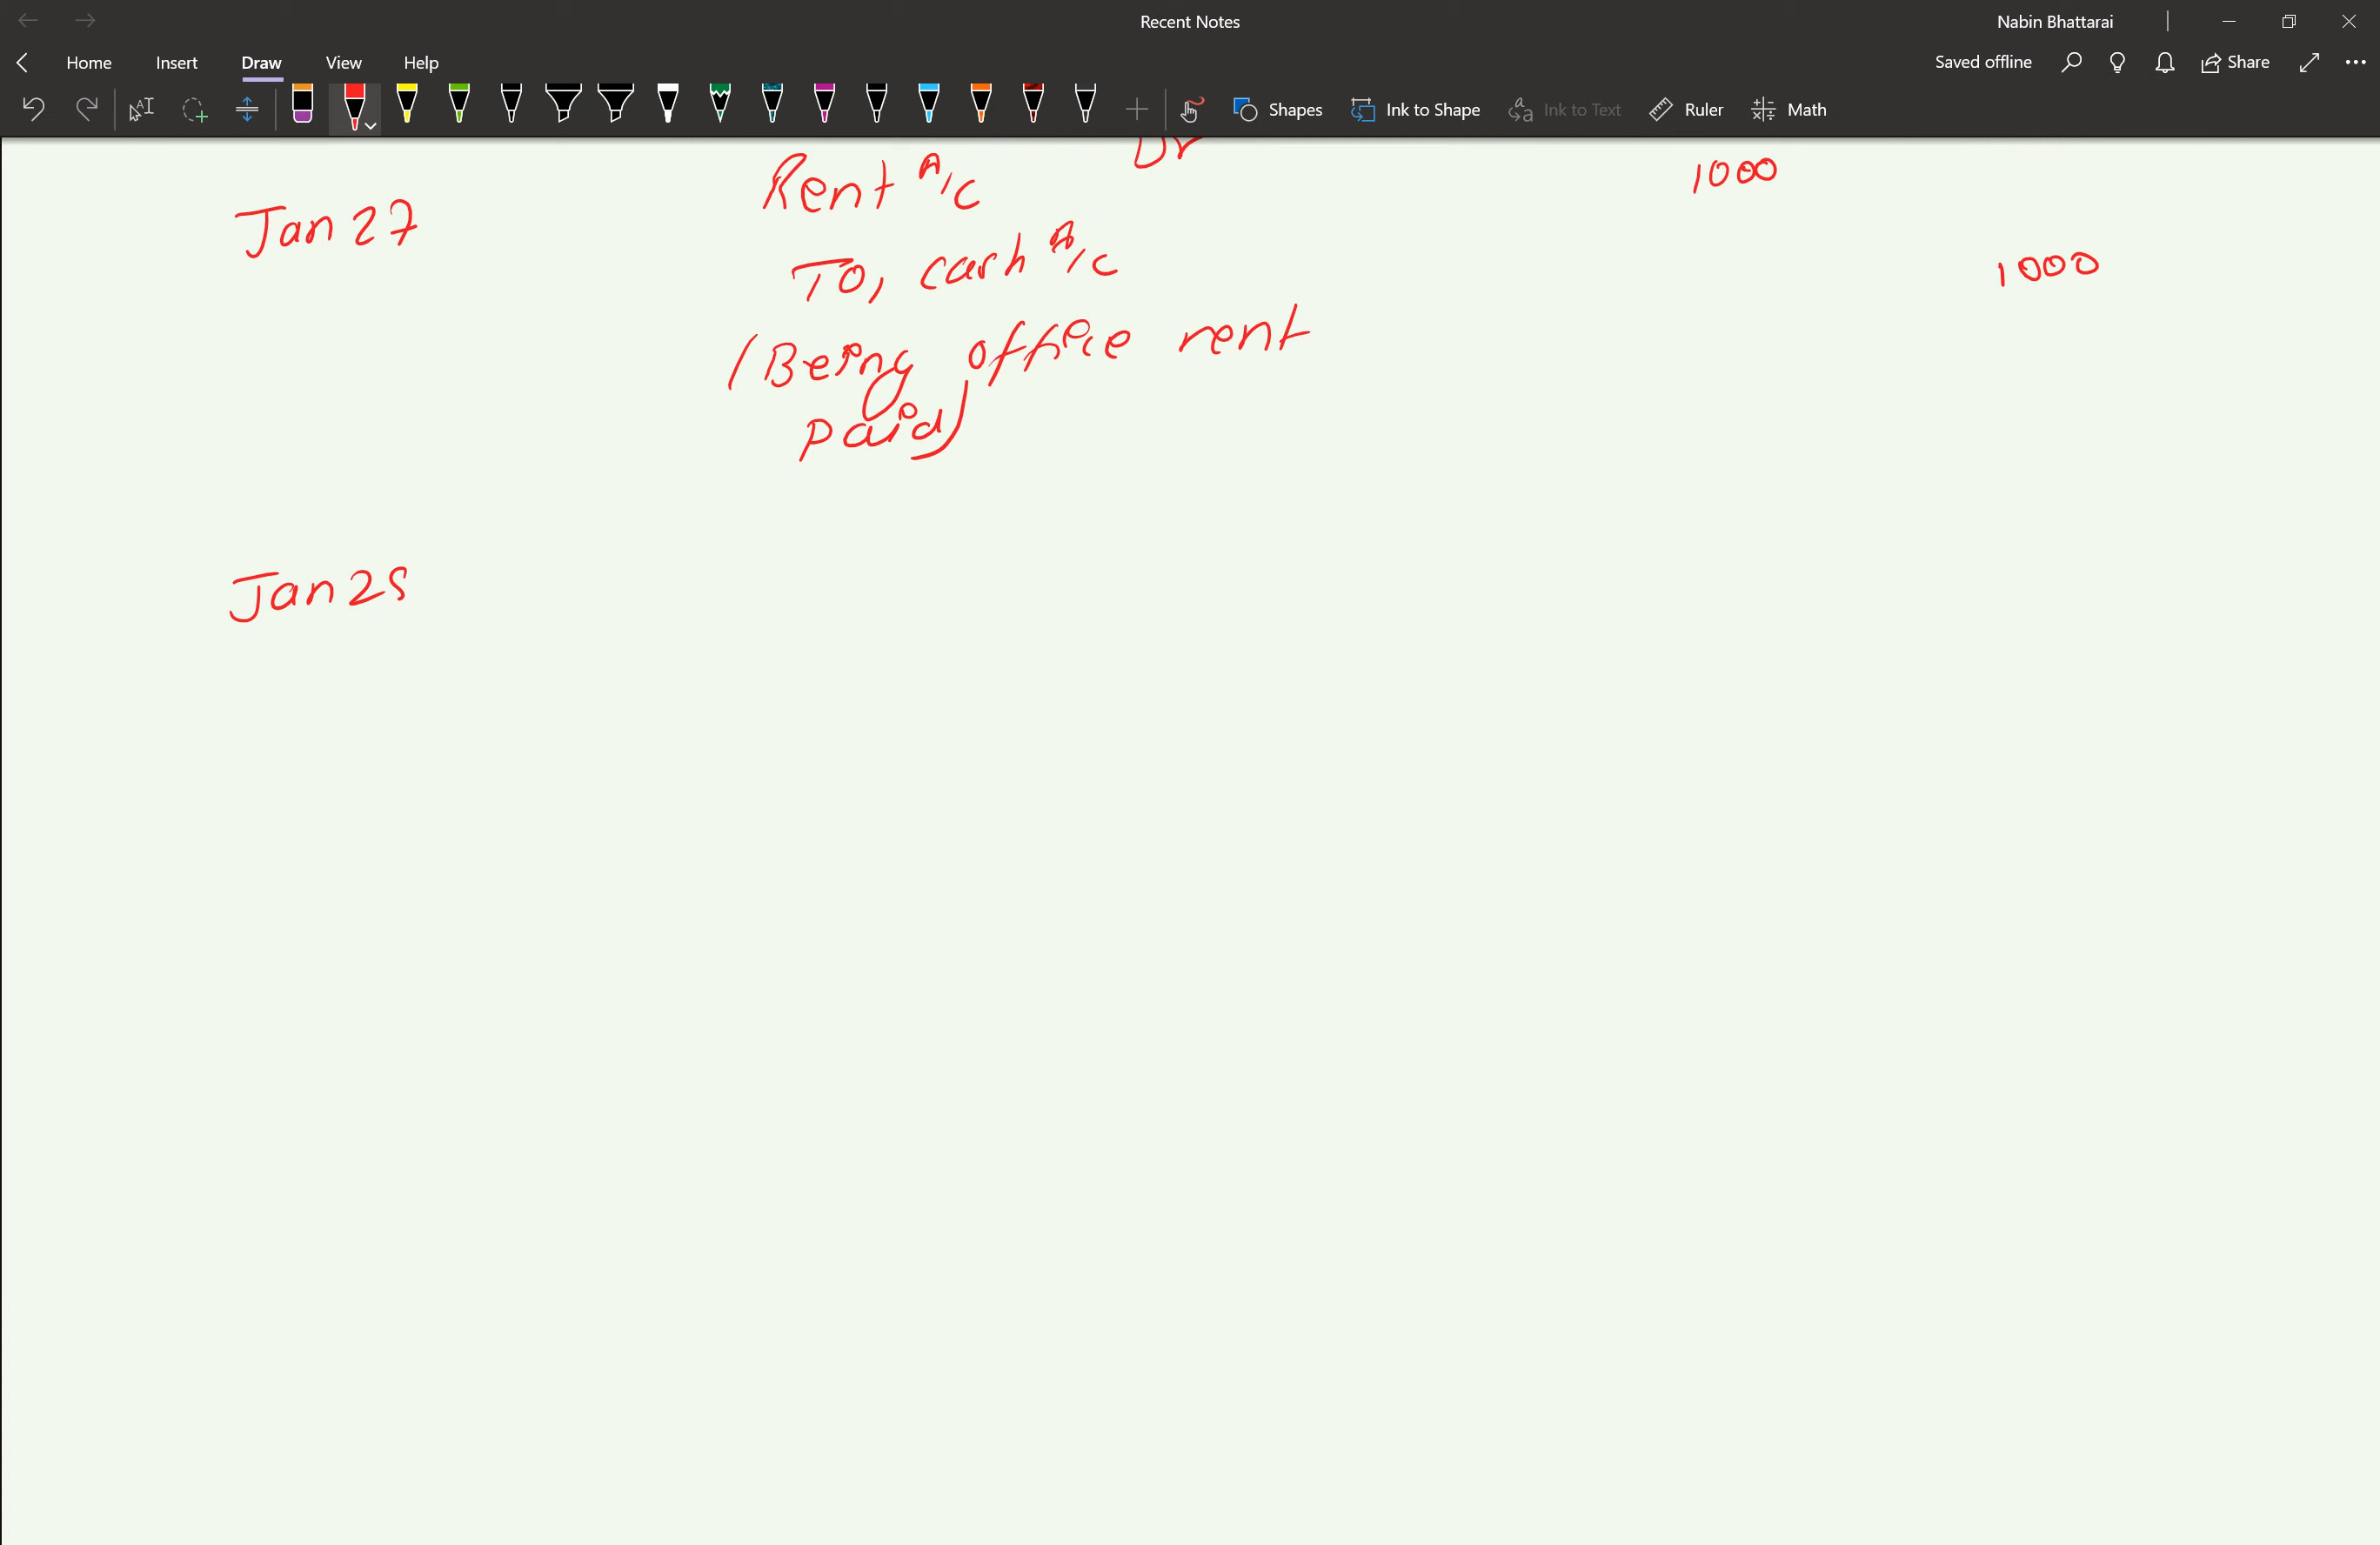 Recent Notes
Nabin Bhattarai
Home Insert Draw View Help
Saved offline
Share
Shapes Ink to Shape Ink to Text Ruler Math
Rent A/c Dr 1000
Jan 27
To, cash A/c 1000
(Being office rent
paid)
Jan 28